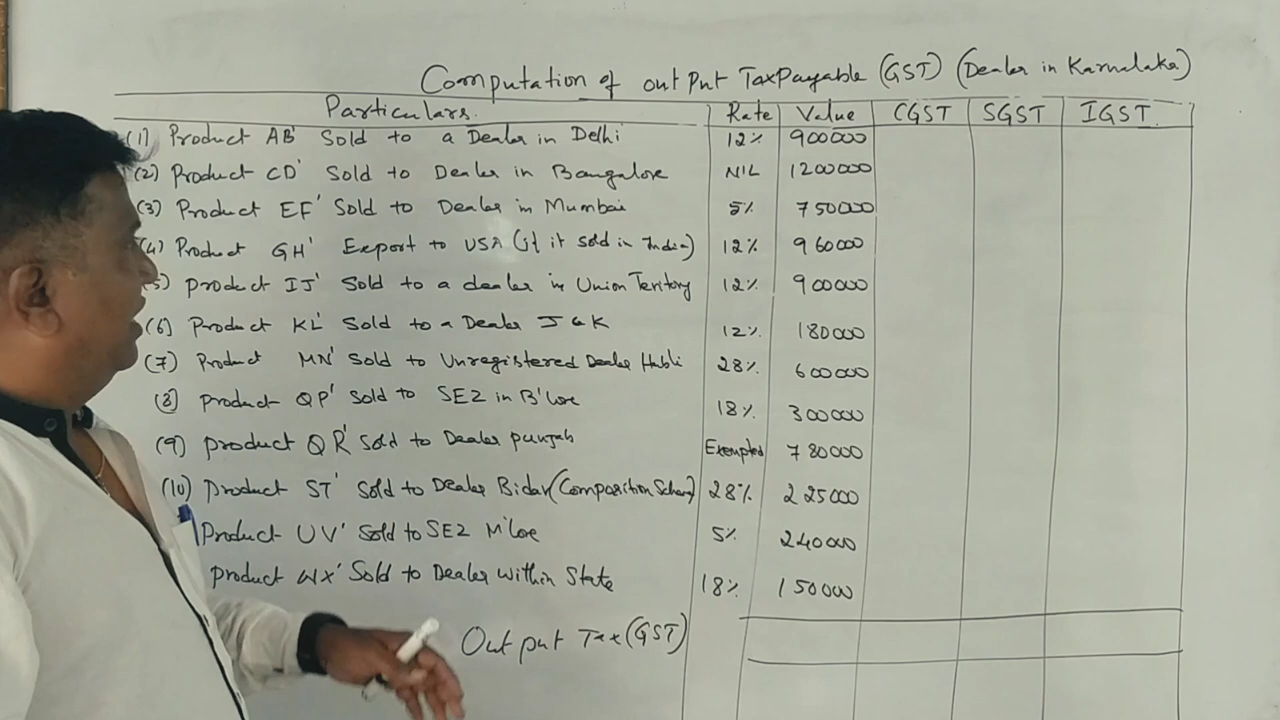 Computation of output Tax Payable (GST) (Dealer in Karnataka)
Particulars. Rate Value CGST SGST IGST.
(1) Product AB' Sold to a Dealer in Delhi 12% 900000
(2) Product CD' Sold to Dealer in Bangalore NIL 1200000
(3) Product EF' Sold to Dealer in Mumbai 5% 750000
(4) Product GH' Export to USA (if it sold in India) 12% 960000
5) Product IJ' Sold to a dealer in Union Teritory 12% 900000
(6) Product KL' Sold to a Dealer J & K 12% 180000
(7) Product MN' Sold to Unregistered Dealer Hubli 28% 600000
(8) Product OP' Sold to SEZ in B'lore 18% 300000
(9) Product QR' Sold to Dealer punjab Exempted 780000
(10) Product ST' Sold to Dealer Bidar (Composition Scheme) 28% 225000
Product UV' Sold to SEZ M'lore 5% 240000
Product WX' Sold to Dealer within State 18% 150000
Output Tax (GST)